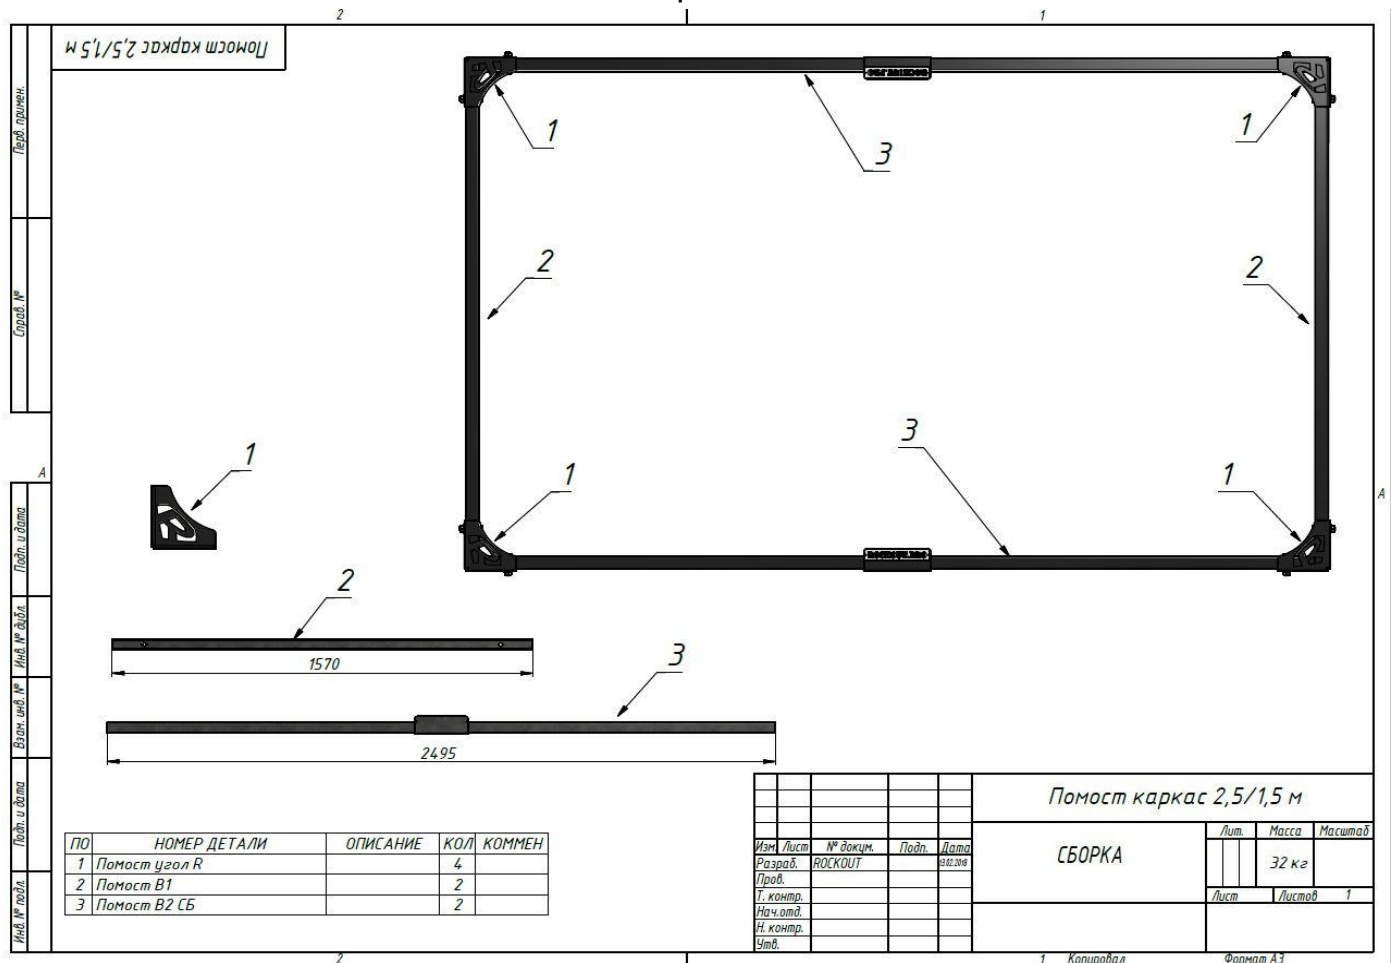 2
1
Помост каркас 2,5/1,5 м
Перв. примен.
Справ. №
Подп. и дата
Инв. № дубл.
Взам. инв. №
Подп. и дата
Инв. № подл.
А
А
1
3
1
2
2
3
1
1
1
2
1570
3
2495
ПО НОМЕР ДЕТАЛИ ОПИСАНИЕ КОЛ КОММЕН
1 Помост угол R 4
2 Помост В1 2
3 Помост В2 СБ 2
Помост каркас 2,5/1,5 м
Изм. Лист № докум. Подп. Дата
Разраб. ROCKOUT
Пров.
Т. контр.
Нач.отд.
Н. контр.
Утв.
СБОРКА
Лит. Масса Масштаб
32 кг
Лист Листов 1
2
1 Копировал Формат А3